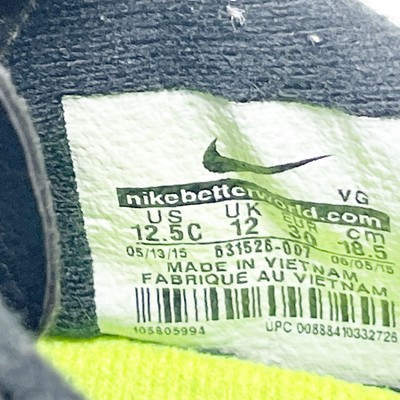 nikebetterworld.com
VG
US UK EUR cm
12.5C 12 30 18.5
05/13/15 631526-007 06/05/15
MADE IN VIETNAM
FABRIQUE AU VIETNAM
105805994 UPC 00888410332726